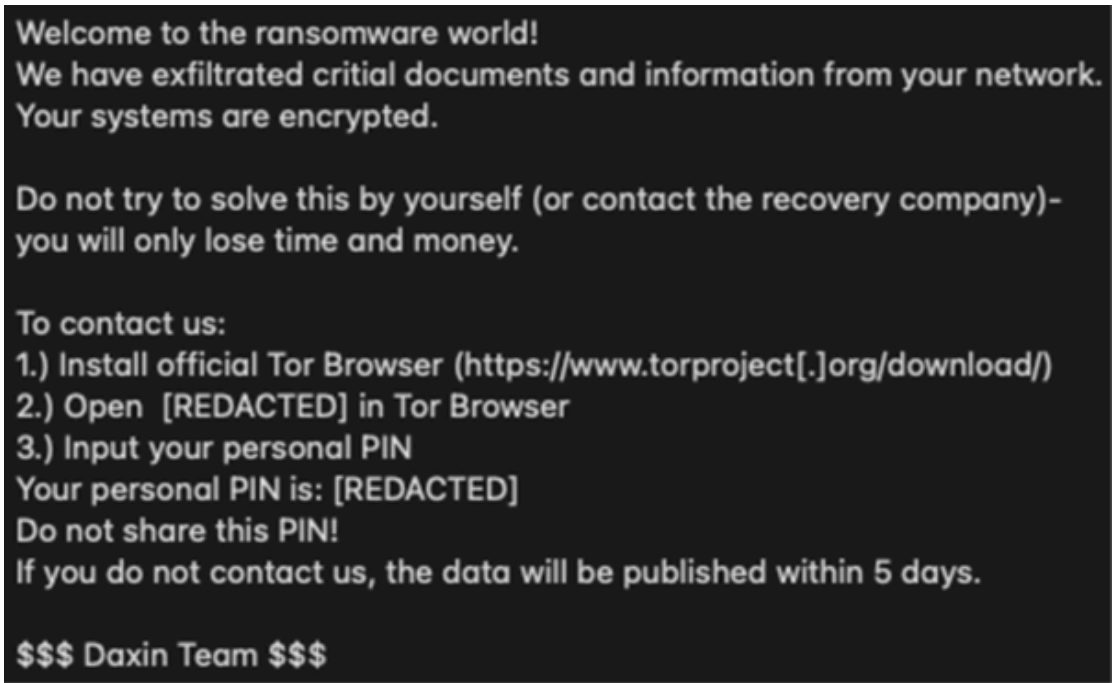 Welcome to the ransomware world!
We have exfiltrated critial documents and information from your network.
Your systems are encrypted.
Do not try to solve this by yourself (or contact the recovery company)-
you will only lose time and money.
To contact us:
1.) Install official Tor Browser (https://www.torproject[.]org/download/)
2.) Open  [REDACTED] in Tor Browser
3.) Input your personal PIN
Your personal PIN is: [REDACTED]
Do not share this PIN!
If you do not contact us, the data will be published within 5 days.
$$$ Daxin Team $$$